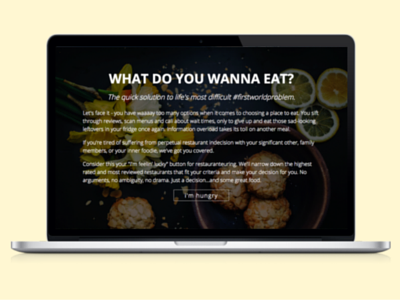 WHAT DO YOU WANNA EAT?
The quick solution to life's most difficult #firstworldproblem.
Let's face it - you have waaaay too many options when it comes to choosing a place to eat. You sift
through reviews, scan menus and call about wait times, only to give up and eat those sad-looking,
leftovers in your fridge once again. Information overload takes its toll on another meal.
If you're tired of suffering from perpetual restaurant indecision with your significant other, family
members, or your inner foodie, we've got you covered.
Consider this your "I'm feelin' lucky" button for restauranteuring. We'll narrow down the highest
rated and most reviewed restaurants that fit your criteria and make your decision for you. No
arguments, no ambiguity, no drama. Just a decision...and some great food.
I'm hungry